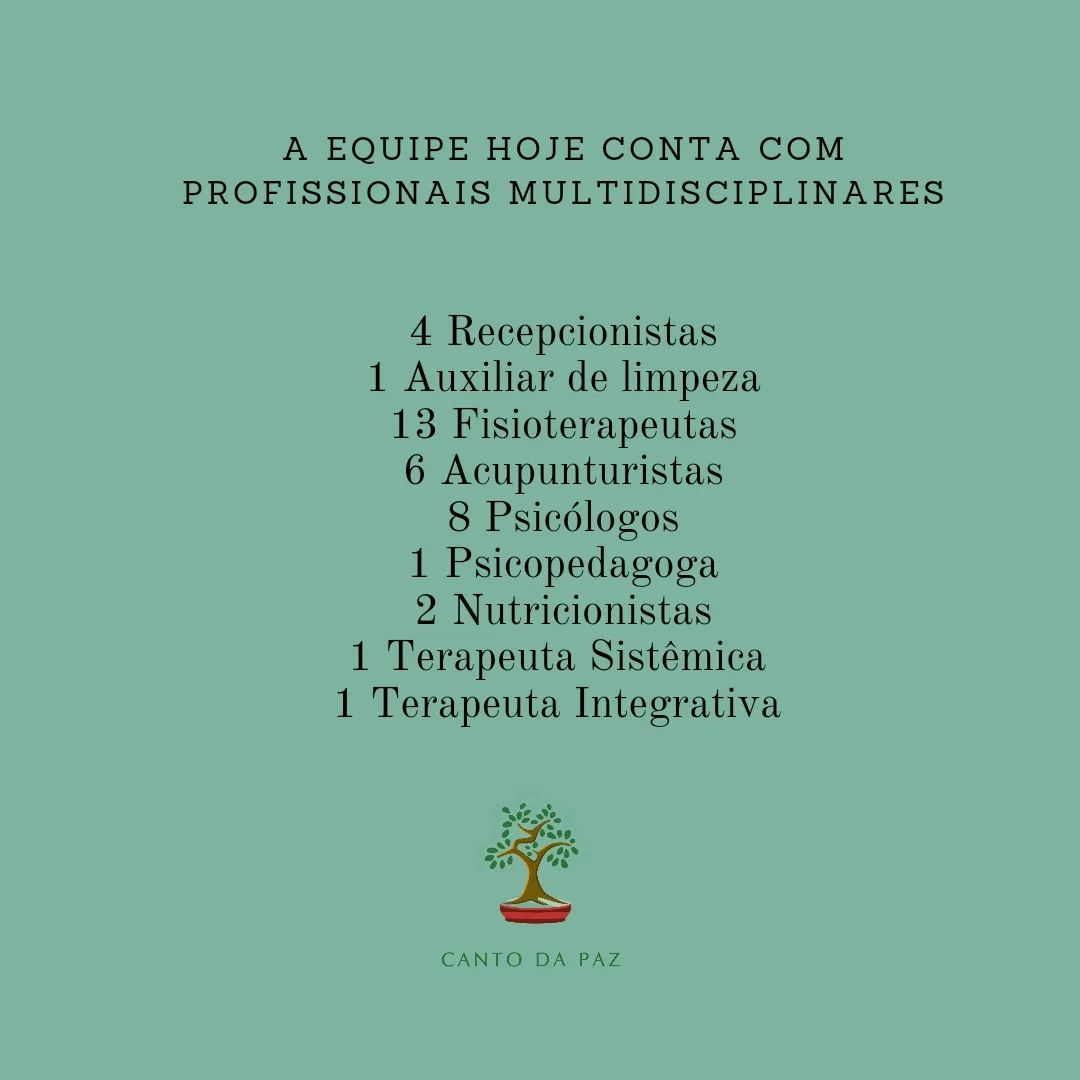 A EQUIPE HOJE CONTA COM
PROFISSIONAIS MULTIDISCIPLINARES
4 Recepcionistas
1 Auxiliar de limpeza
13 Fisioterapeutas
6 Acupunturistas
8 Psicólogos
1 Psicopedagoga
2 Nutricionistas
1 Terapeuta Sistêmica
1 Terapeuta Integrativa
CANTO DA PAZ